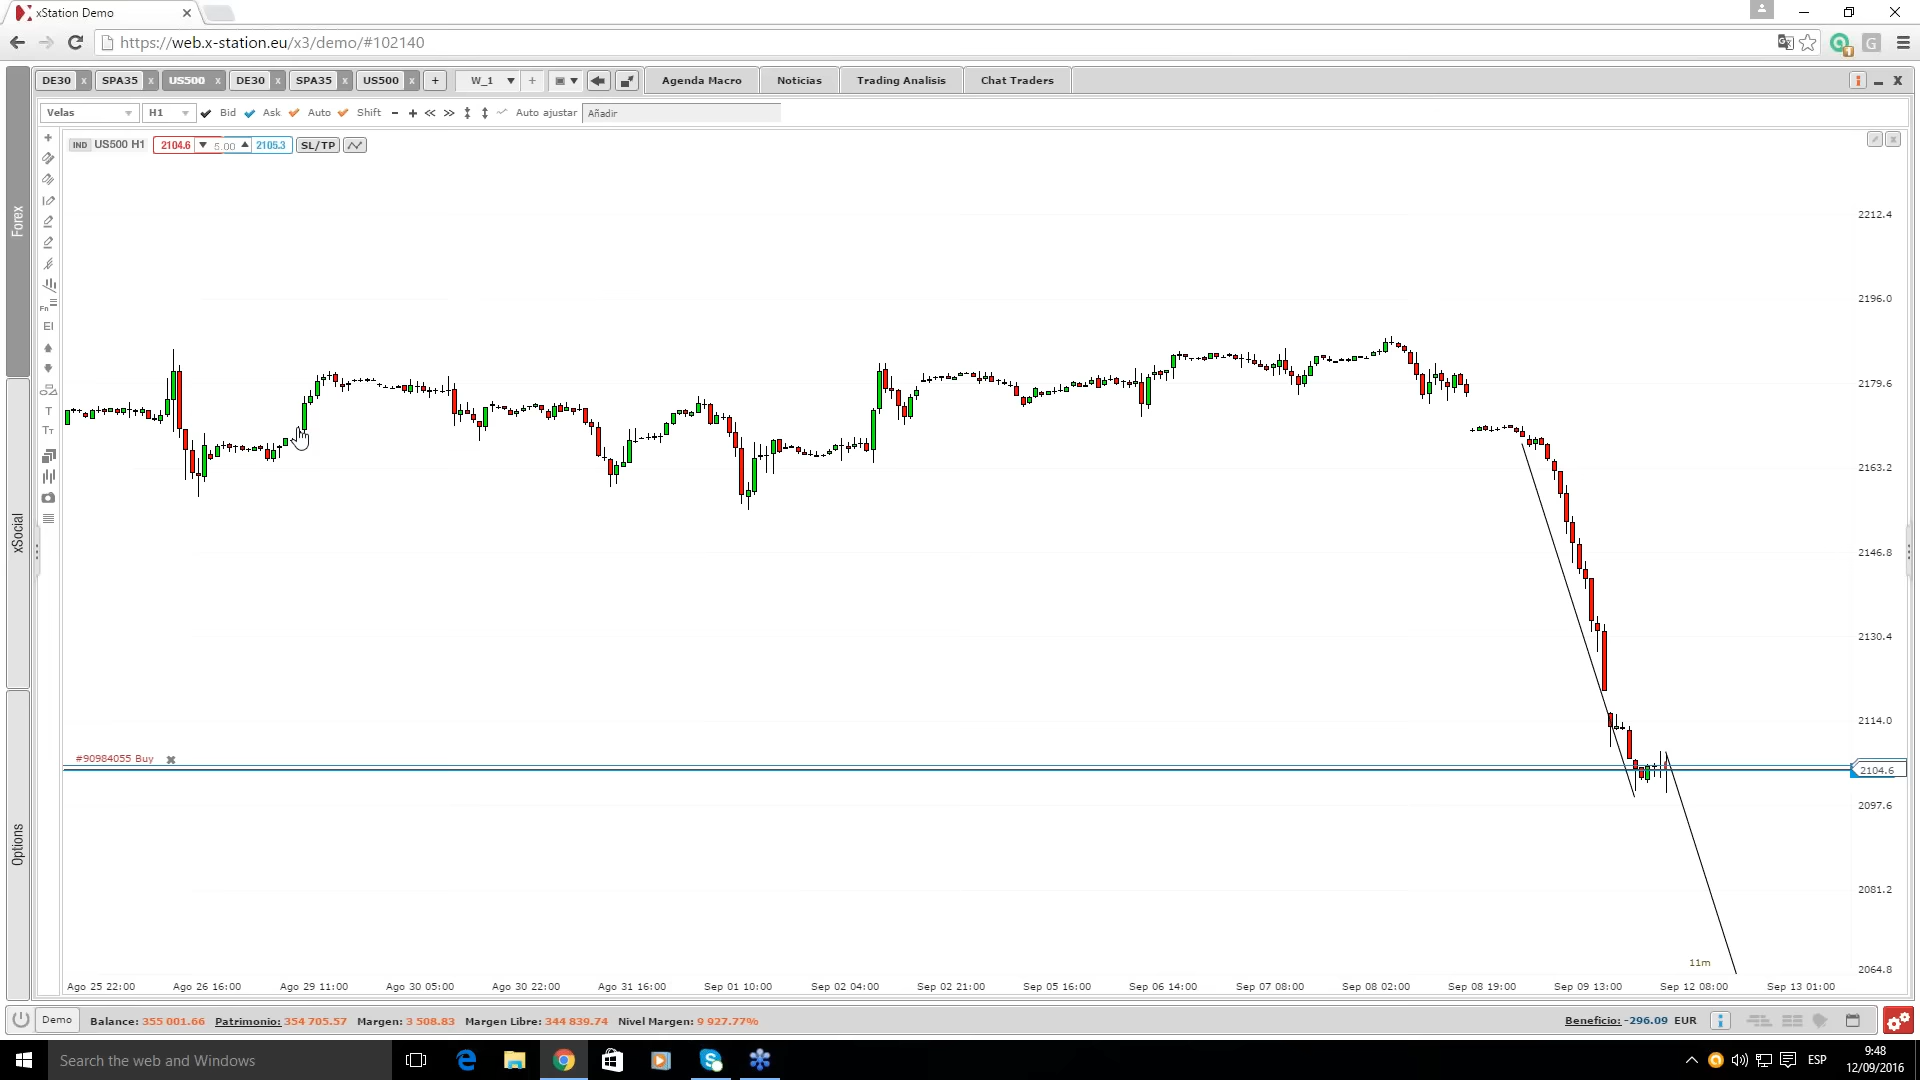 xStation Demo
https://web.x-station.eu/x3/demo/#102140
DE30 x SPA35 x US500 x DE30 x SPA35 x US500 x + W_1 + Agenda Macro Noticias Trading Analisis Chat Traders
Velas H1 Bid Ask Auto Shift - + Auto ajustar Añadir
IND US500 H1 2104.6 5.00 2105.3 SL/TP
Forex
xSocial
Options
Fn
EI
T
TT
2212.4
2196.0
2179.6
2163.2
2146.8
2130.4
2114.0
#90984055 Buy
2104.6
2097.6
2081.2
11m
2064.8
Ago 25 22:00 Ago 26 16:00 Ago 29 11:00 Ago 30 05:00 Ago 30 22:00 Ago 31 16:00 Sep 01 10:00 Sep 02 04:00 Sep 02 21:00 Sep 05 16:00 Sep 06 14:00 Sep 07 08:00 Sep 08 02:00 Sep 08 19:00 Sep 09 13:00 Sep 12 08:00 Sep 13 01:00
Demo Balance: 355 001.66 Patrimonio: 354 705.57 Margen: 3 508.83 Margen Libre: 344 839.74 Nivel Margen: 9 927.77% Beneficio: -296.09 EUR
Search the web and Windows
ESP
9:48
12/09/2016